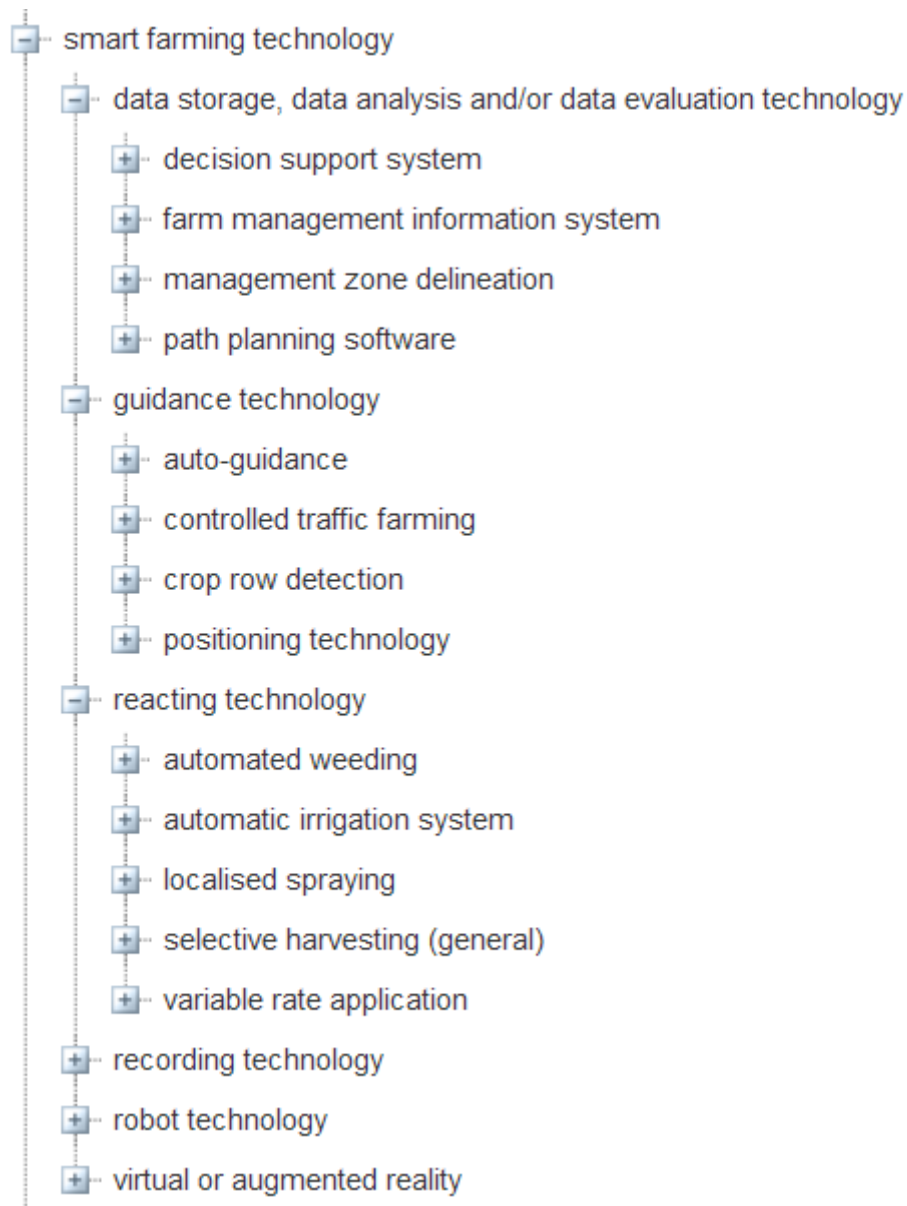 smart farming technology
data storage, data analysis and/or data evaluation technology
decision support system
farm management information system
management zone delineation
path planning software
guidance technology
auto-guidance
controlled traffic farming
crop row detection
positioning technology
reacting technology
automated weeding
automatic irrigation system
localised spraying
selective harvesting (general)
variable rate application
recording technology
robot technology
virtual or augmented reality